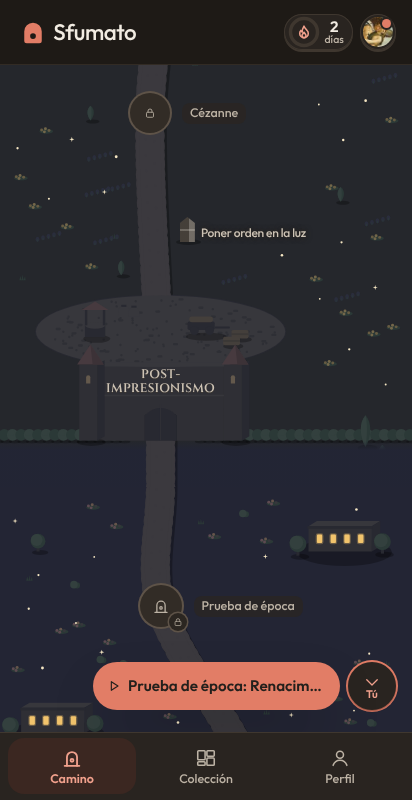 Sfumato
2
días
Cézanne
Poner orden en la luz
POST-
IMPRESIONISMO
Prueba de época
Prueba de época: Renacim...
Tú
Camino
Colección
Perfil